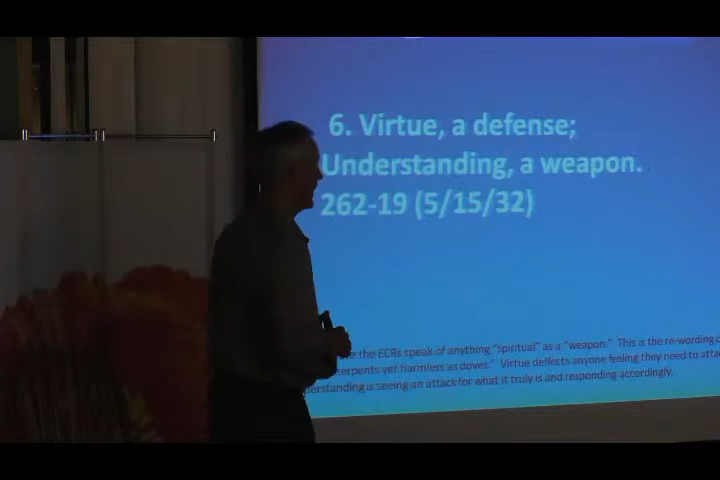 6. Virtue, a defense;
Understanding, a weapon.
262-19 (5/15/32)
the ECRs speak of anything "spiritual" as a "weapon." This is the re-wording
serpents yet harmless as doves." Virtue deflects anyone feeling they need to
is seeing an attack for what it truly is and responding accordingly.